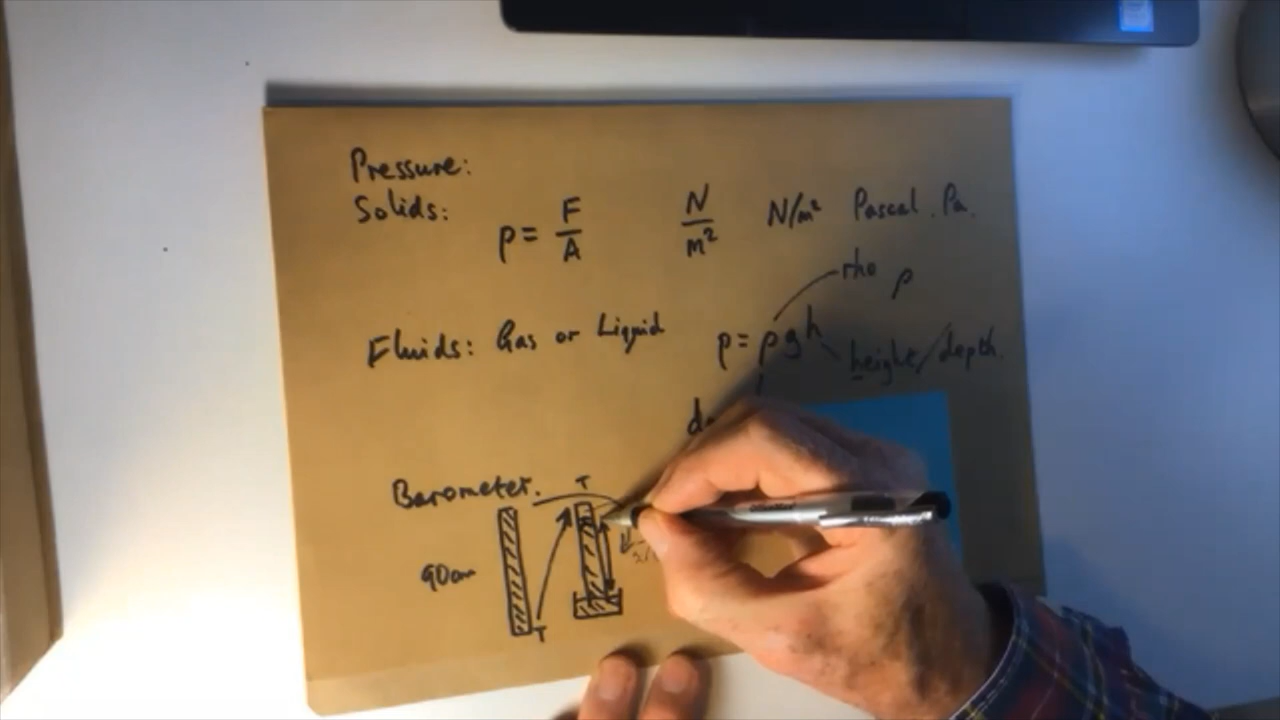 Pressure:
Solids: p = F/A N/m² N/m² Pascal. Pa.
rho ρ
Fluids: Gas or Liquid p = ρgh
height/depth.
Barometer.
T
90cm
T